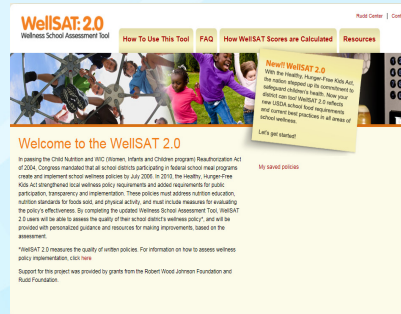 Rudd Center | Cont
WellSAT: 2.0
Wellness School Assessment Tool
How To Use This Tool FAQ How WellSAT Scores are Calculated Resources
New!! WellSAT 2.0
With the Healthy, Hunger-Free Kids Act,
the nation stepped up its commitment to
safeguard children's health. Now your
district can too! WellSAT 2.0 reflects
new USDA school food requirements
and current best practices in all areas of
school wellness.
Let's get started!
Welcome to the WellSAT 2.0
In passing the Child Nutrition and WIC (Women, Infants and Children program) Reauthorization Act
of 2004, Congress mandated that all school districts participating in federal school meal programs
create and implement school wellness policies by July 2006. In 2010, the Healthy, Hunger-Free
Kids Act strengthened local wellness policy requirements and added requirements for public
participation, transparency and implementation. These policies must address nutrition education,
nutrition standards for foods sold, and physical activity, and must include measures for evaluating
the policy's effectiveness. By completing the updated Wellness School Assessment Tool, WellSAT
2.0 users will be able to assess the quality of their school district's wellness policy*, and will be
provided with personalized guidance and resources for making improvements, based on the
assessment.
*WellSAT 2.0 measures the quality of written policies. For information on how to assess wellness
policy implementation, click here.
Support for this project was provided by grants from the Robert Wood Johnson Foundation and
Rudd Foundation.
My saved policies